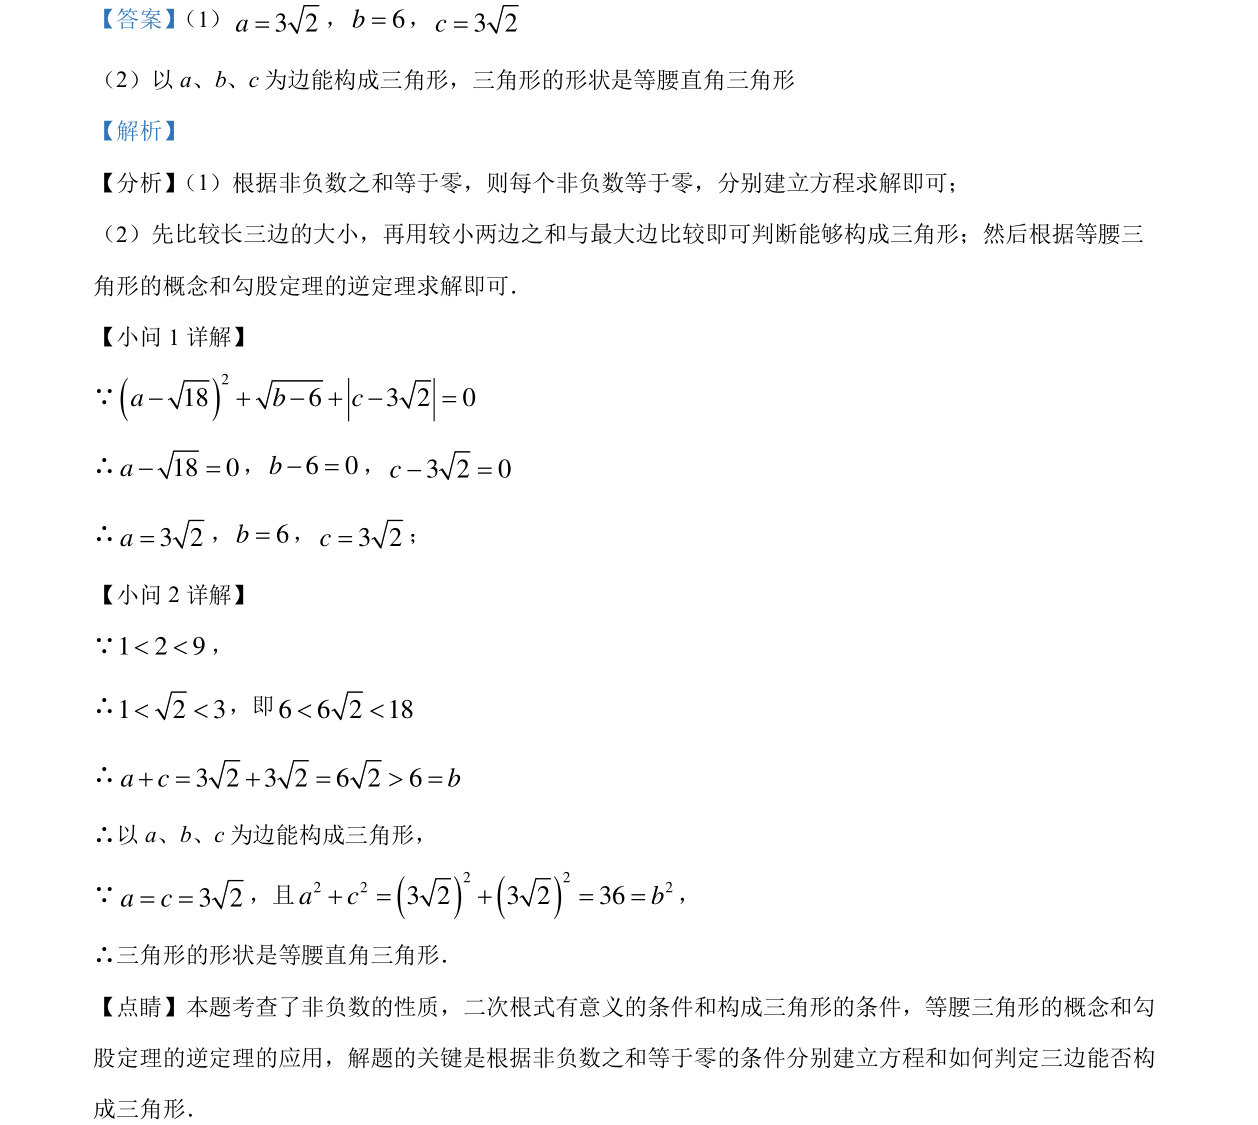 【答案】（1）a=3√2，b=6，c=3√2
（2）以 a、b、c 为边能构成三角形，三角形的形状是等腰直角三角形
【解析】
【分析】（1）根据非负数之和等于零，则每个非负数等于零，分别建立方程求解即可；
（2）先比较长三边的大小，再用较小两边之和与最大边比较即可判断能够构成三角形；然后根据等腰三
角形的概念和勾股定理的逆定理求解即可．
【小问 1 详解】
∵(a−√18)²+√(b−6)+|c−3√2|=0
∴a−√18=0，b−6=0，c−3√2=0
∴a=3√2，b=6，c=3√2；
【小问 2 详解】
∵1<2<9，
∴1<√2<3，即6<6√2<18
∴a+c=3√2+3√2=6√2>6=b
∴以 a、b、c 为边能构成三角形，
∵a=c=3√2，且a²+c²=(3√2)²+(3√2)²=36=b²，
∴三角形的形状是等腰直角三角形．
【点睛】本题考查了非负数的性质，二次根式有意义的条件和构成三角形的条件，等腰三角形的概念和勾
股定理的逆定理的应用，解题的关键是根据非负数之和等于零的条件分别建立方程和如何判定三边能否构
成三角形．